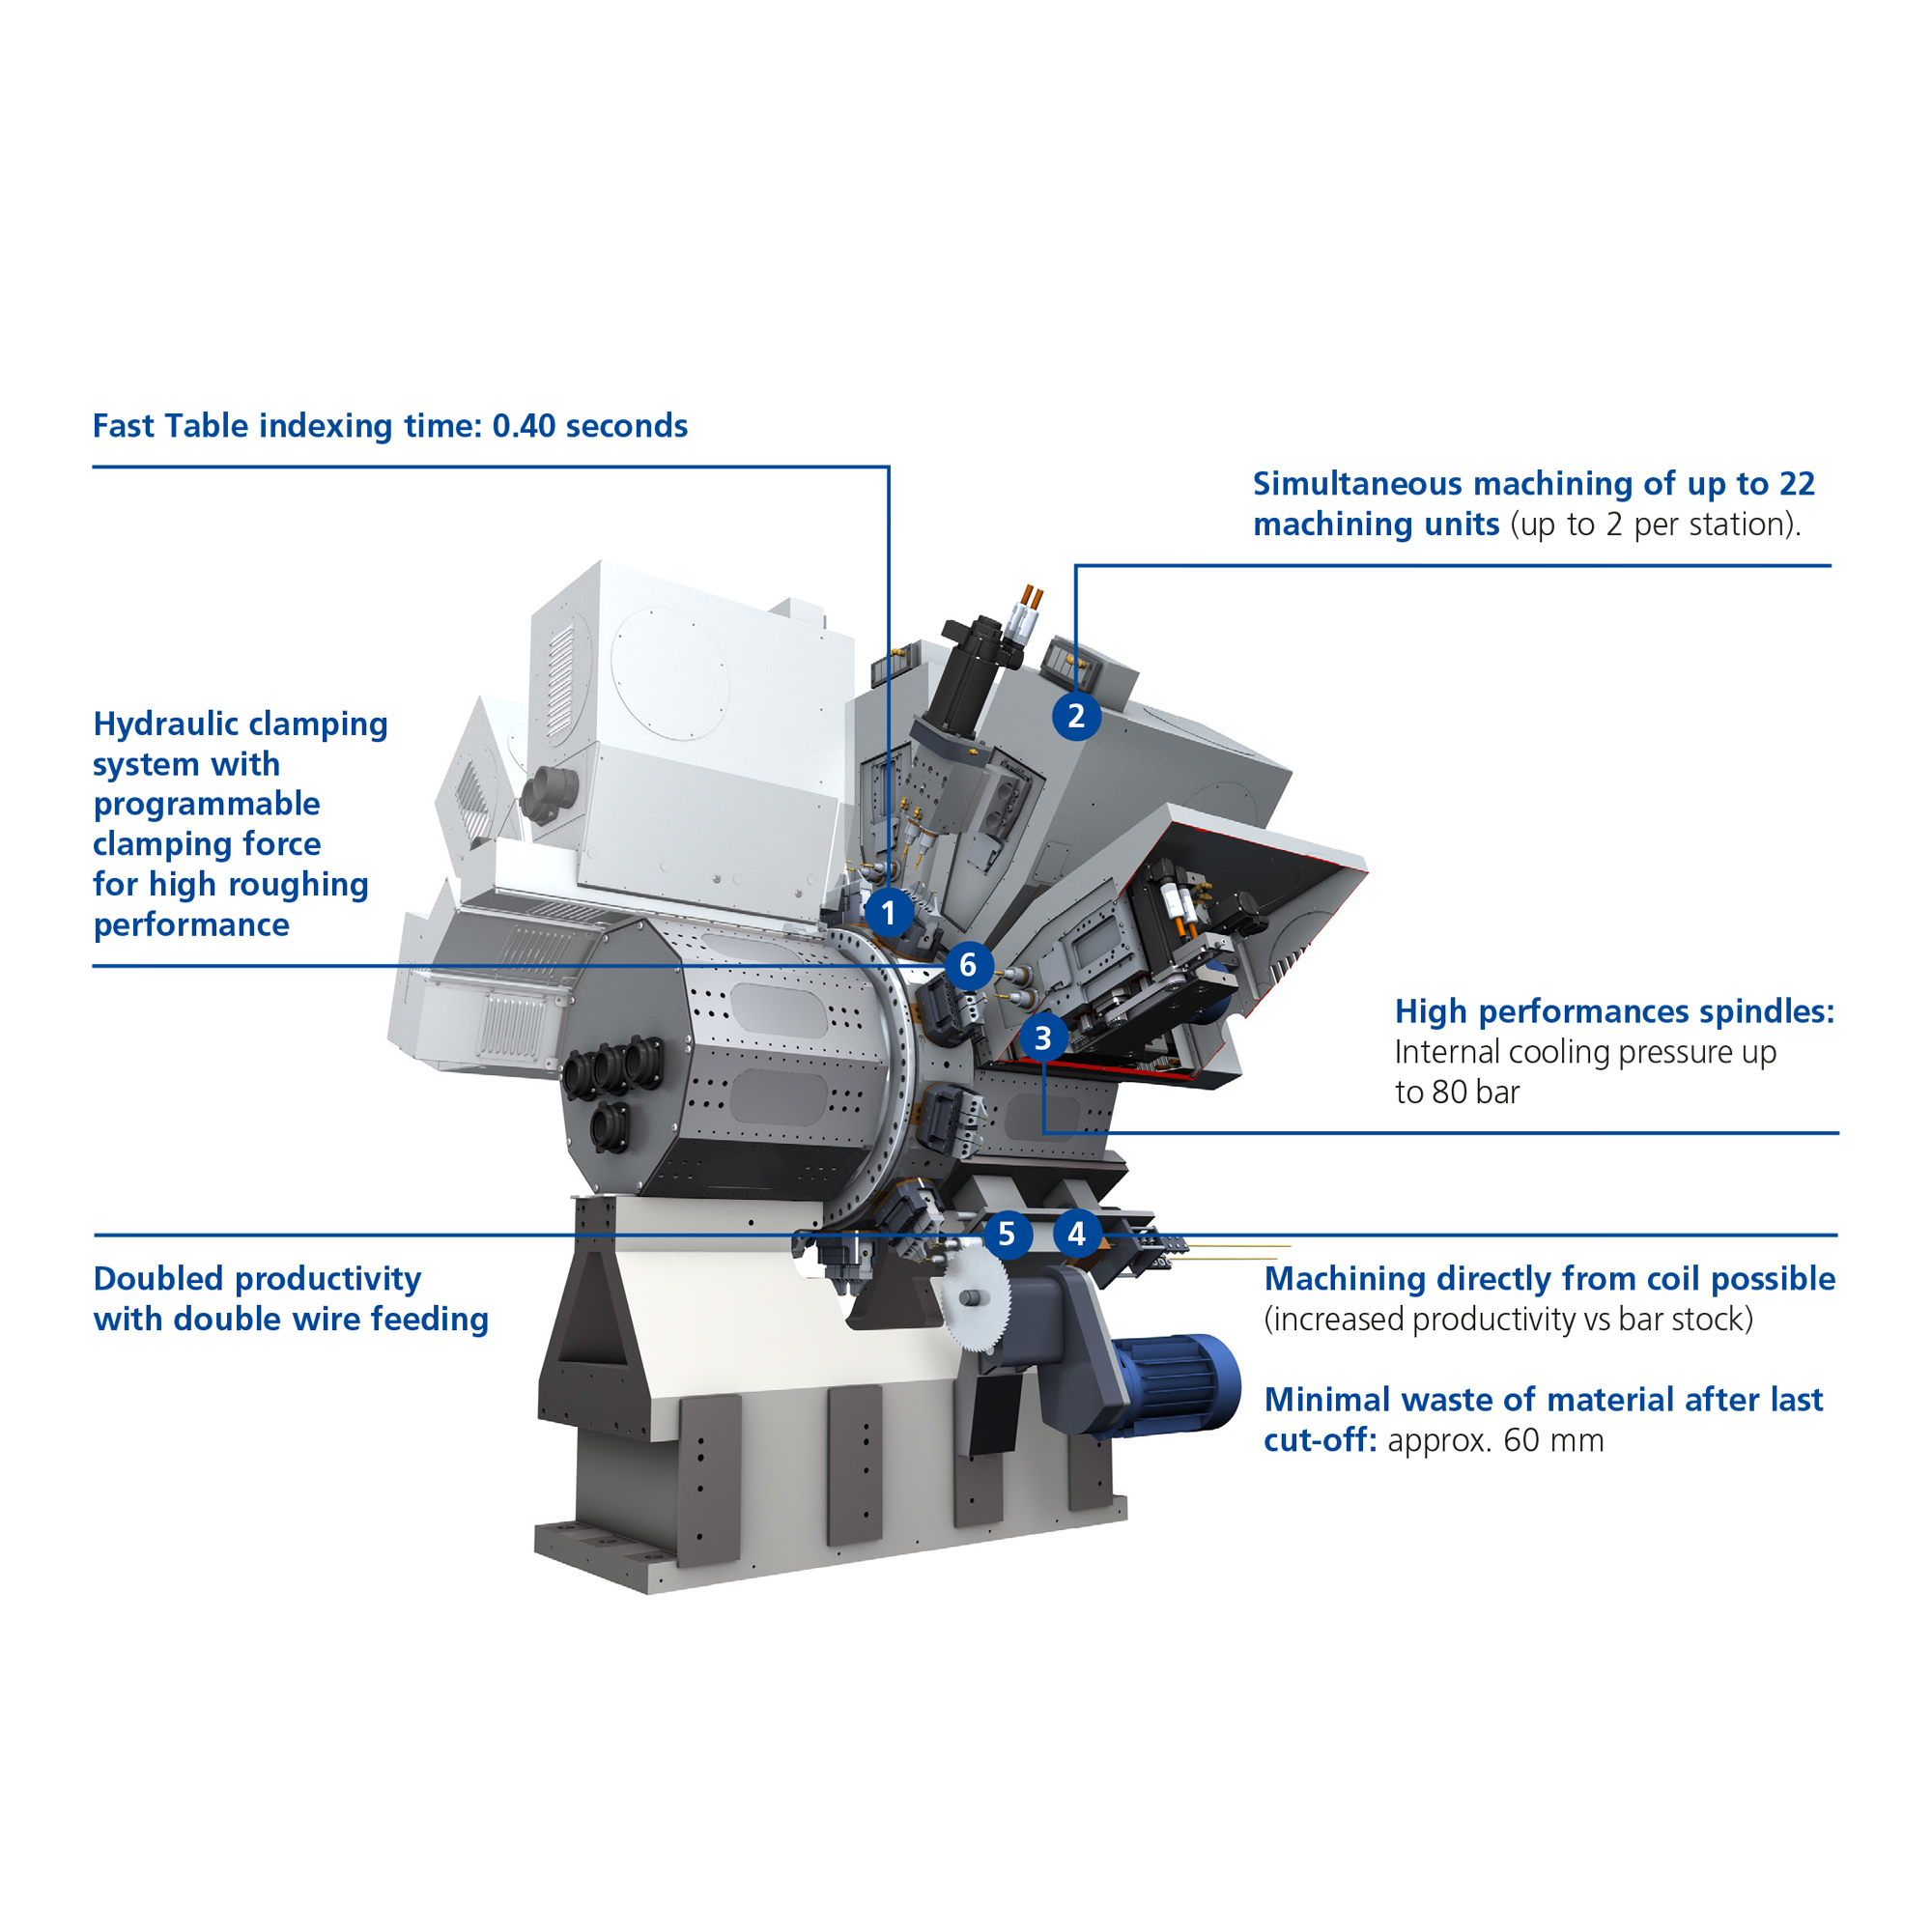 Fast Table indexing time: 0.40 seconds
Simultaneous machining of up to 22
machining units (up to 2 per station).
Hydraulic clamping
system with
programmable
clamping force
for high roughing
performance
2
1
6
3
High performances spindles:
Internal cooling pressure up
to 80 bar
5
4
Doubled productivity
with double wire feeding
Machining directly from coil possible
(increased productivity vs bar stock)
Minimal waste of material after last
cut-off: approx. 60 mm